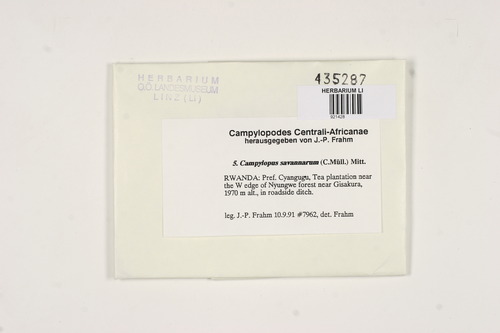 HERBARIUM
O.Ö. LANDESMUSEUM
LINZ (LI)
435287
HERBARIUM LI
921428
Campylopodes Centrali-Africanae
herausgegeben von J.-P. Frahm
5. Campylopus savannarum (C.Müll.) Mitt.
RWANDA: Pref. Cyangugu, Tea plantation near
the W edge of Nyungwe forest near Gisakura,
1970 m alt., in roadside ditch.
leg. J.-P. Frahm 10.9.91 #7962, det. Frahm